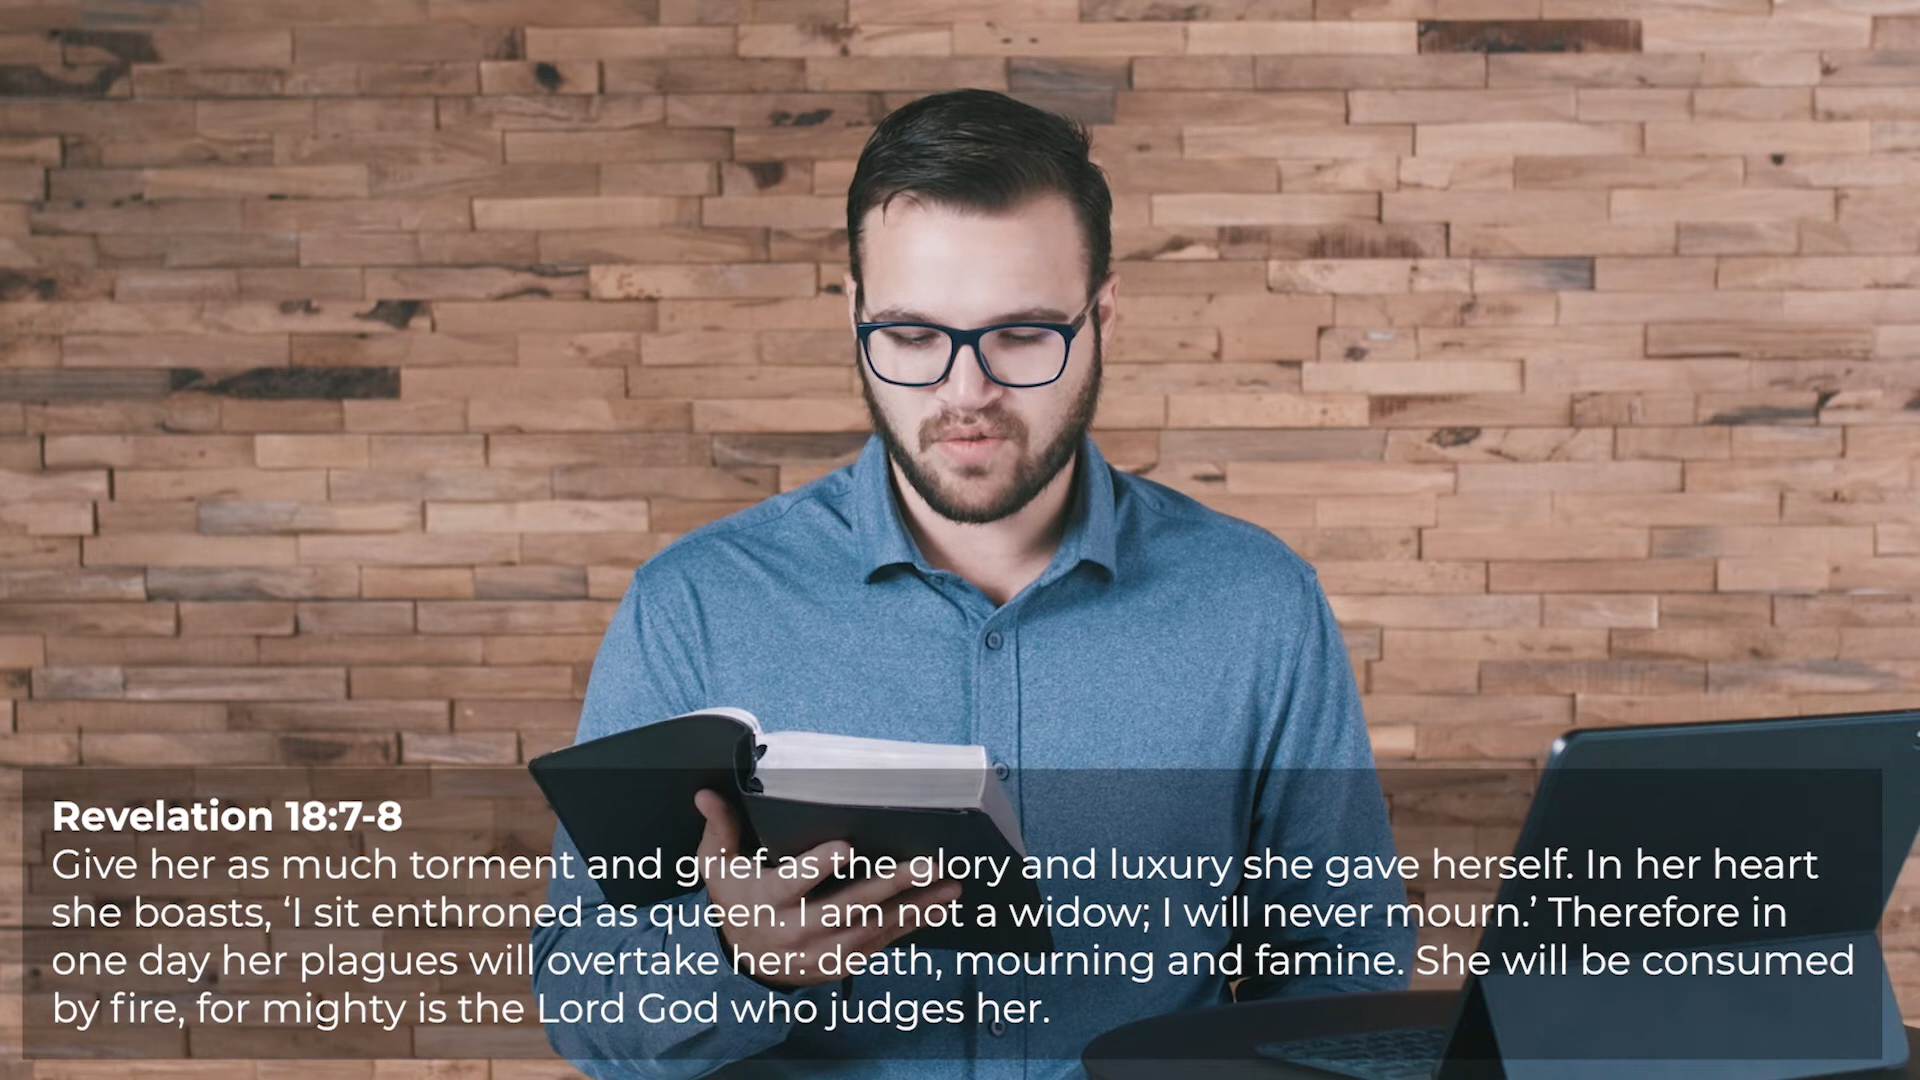 Revelation 18:7-8
Give her as much torment and grief as the glory and luxury she gave herself. In her heart
she boasts, ‘I sit enthroned as queen. I am not a widow; I will never mourn.’ Therefore in
one day her plagues will overtake her: death, mourning and famine. She will be consumed
by fire, for mighty is the Lord God who judges her.